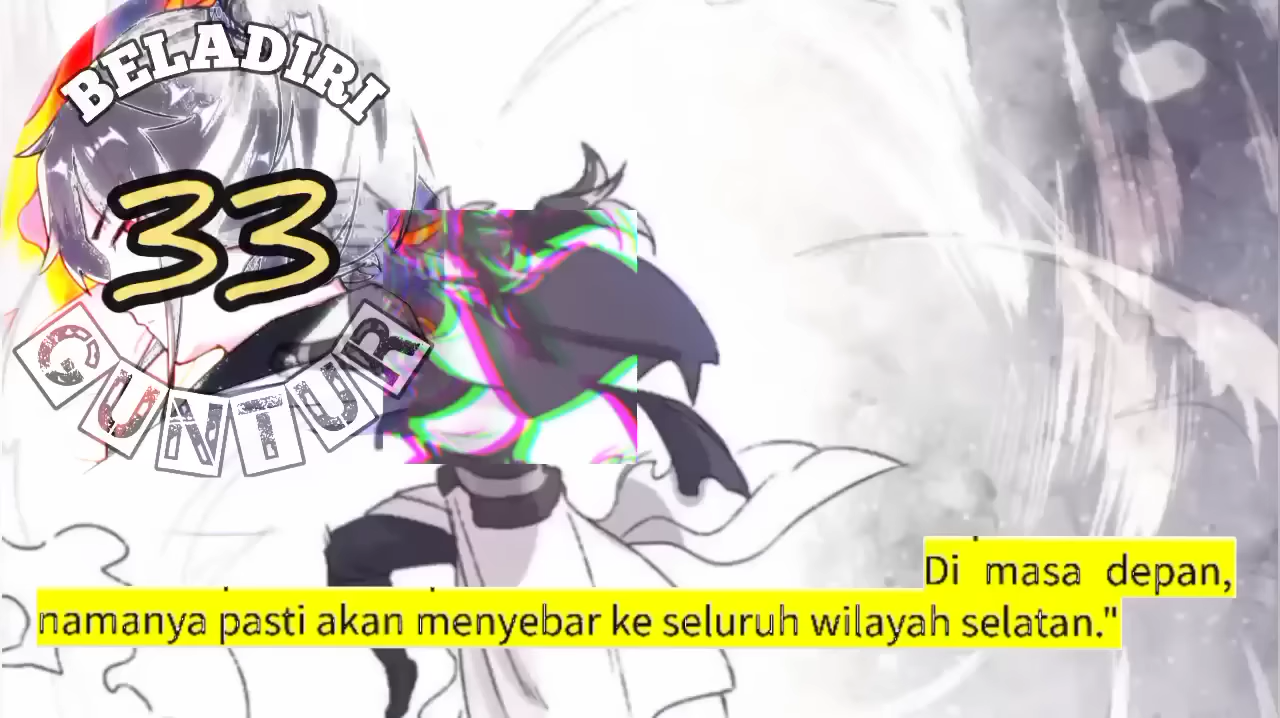 BELADIRI
33
GUNTUR
Di masa depan,
namanya pasti akan menyebar ke seluruh wilayah selatan."